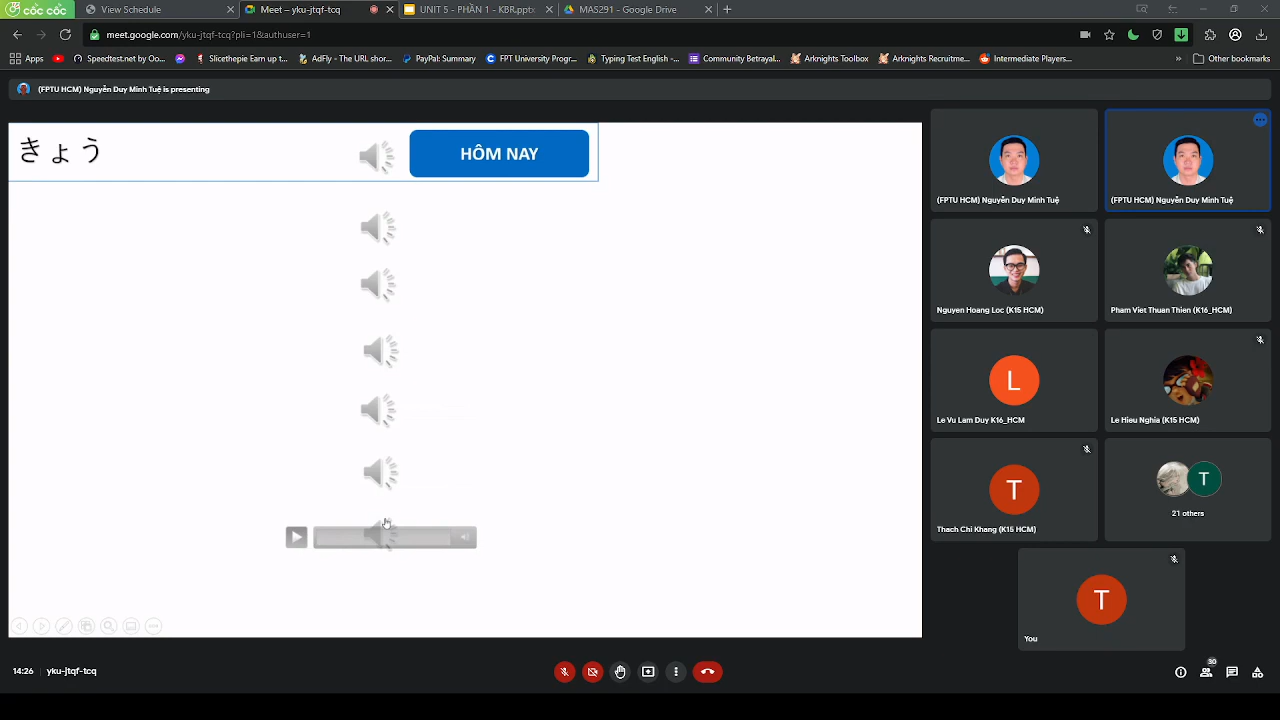 cốc cốc
View Schedule
Meet – yku-jtqf-tcq
UNIT 5 - PHẦN 1 - KBR.pptx
MAS291 - Google Drive
meet.google.com/yku-jtqf-tcq?pli=1&authuser=1
Apps
Speedtest.net by Oo...
Slicethepie Earn up t...
AdFly - The URL shor...
PayPal: Summary
FPT University Progr...
Typing Test English -...
Community Betrayal...
Arknights Toolbox
Arknights Recruitme...
Intermediate Players...
Other bookmarks
(FPTU HCM) Nguyễn Duy Minh Tuệ is presenting
きょう
HÔM NAY
(FPTU HCM) Nguyễn Duy Minh Tuệ
(FPTU HCM) Nguyễn Duy Minh Tuệ
Nguyen Hoang Loc (K15 HCM)
Pham Viet Thuan Thien (K16_HCM)
L
Le Vu Lam Duy K16_HCM
Le Hieu Nghia (K15 HCM)
T
Thach Chi Khang (K15 HCM)
T
21 others
T
You
14:26
yku-jtqf-tcq
30